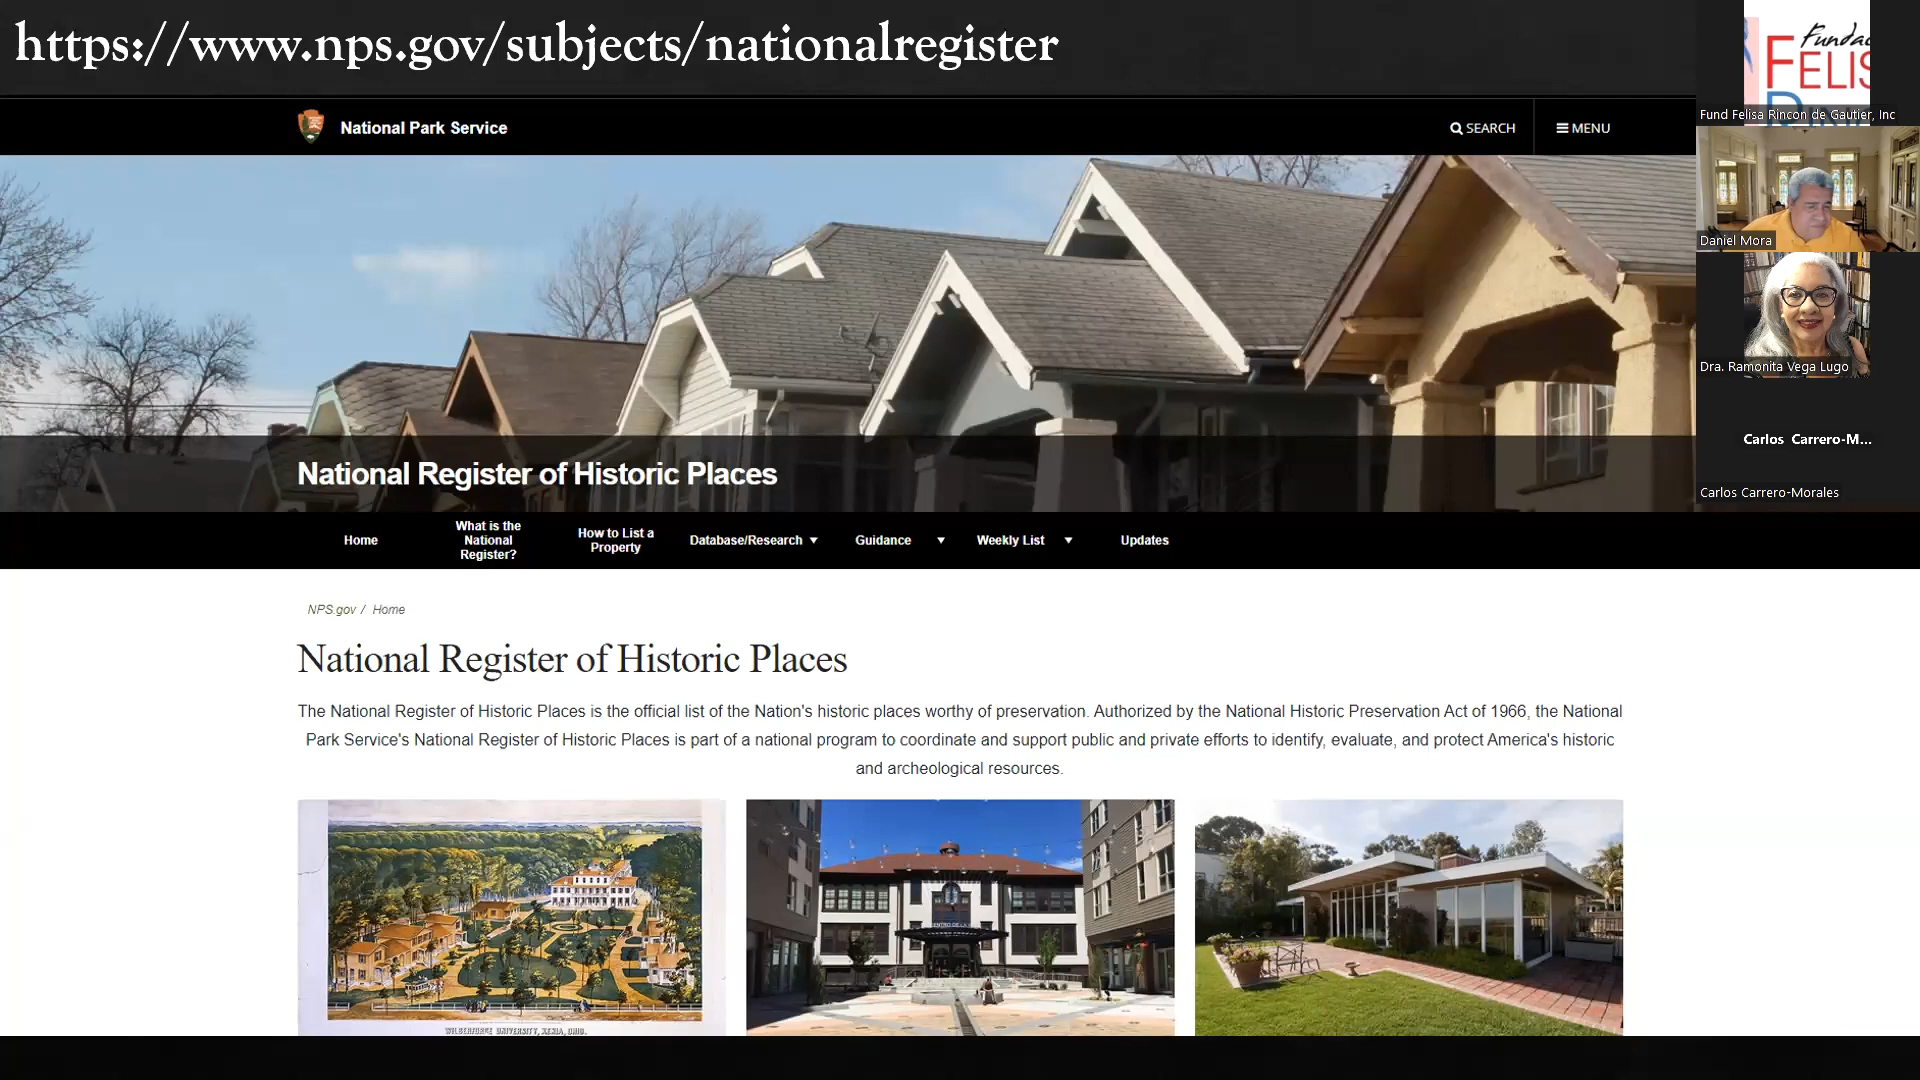 https://www.nps.gov/subjects/nationalregister
National Park Service
SEARCH
MENU
National Register of Historic Places
Home
What is the
National
Register?
How to List a
Property
Database/Research
Guidance
Weekly List
Updates
NPS.gov / Home
National Register of Historic Places
The National Register of Historic Places is the official list of the Nation's historic places worthy of preservation. Authorized by the National Historic Preservation Act of 1966, the National
Park Service's National Register of Historic Places is part of a national program to coordinate and support public and private efforts to identify, evaluate, and protect America's historic
and archeological resources.
WILBERFORCE UNIVERSITY, XENIA, OHIO.
Fundac
FELIS
Fund Felisa Rincon de Gautier, Inc
Daniel Mora
Dra. Ramonita Vega Lugo
Carlos Carrero-M...
Carlos Carrero-Morales